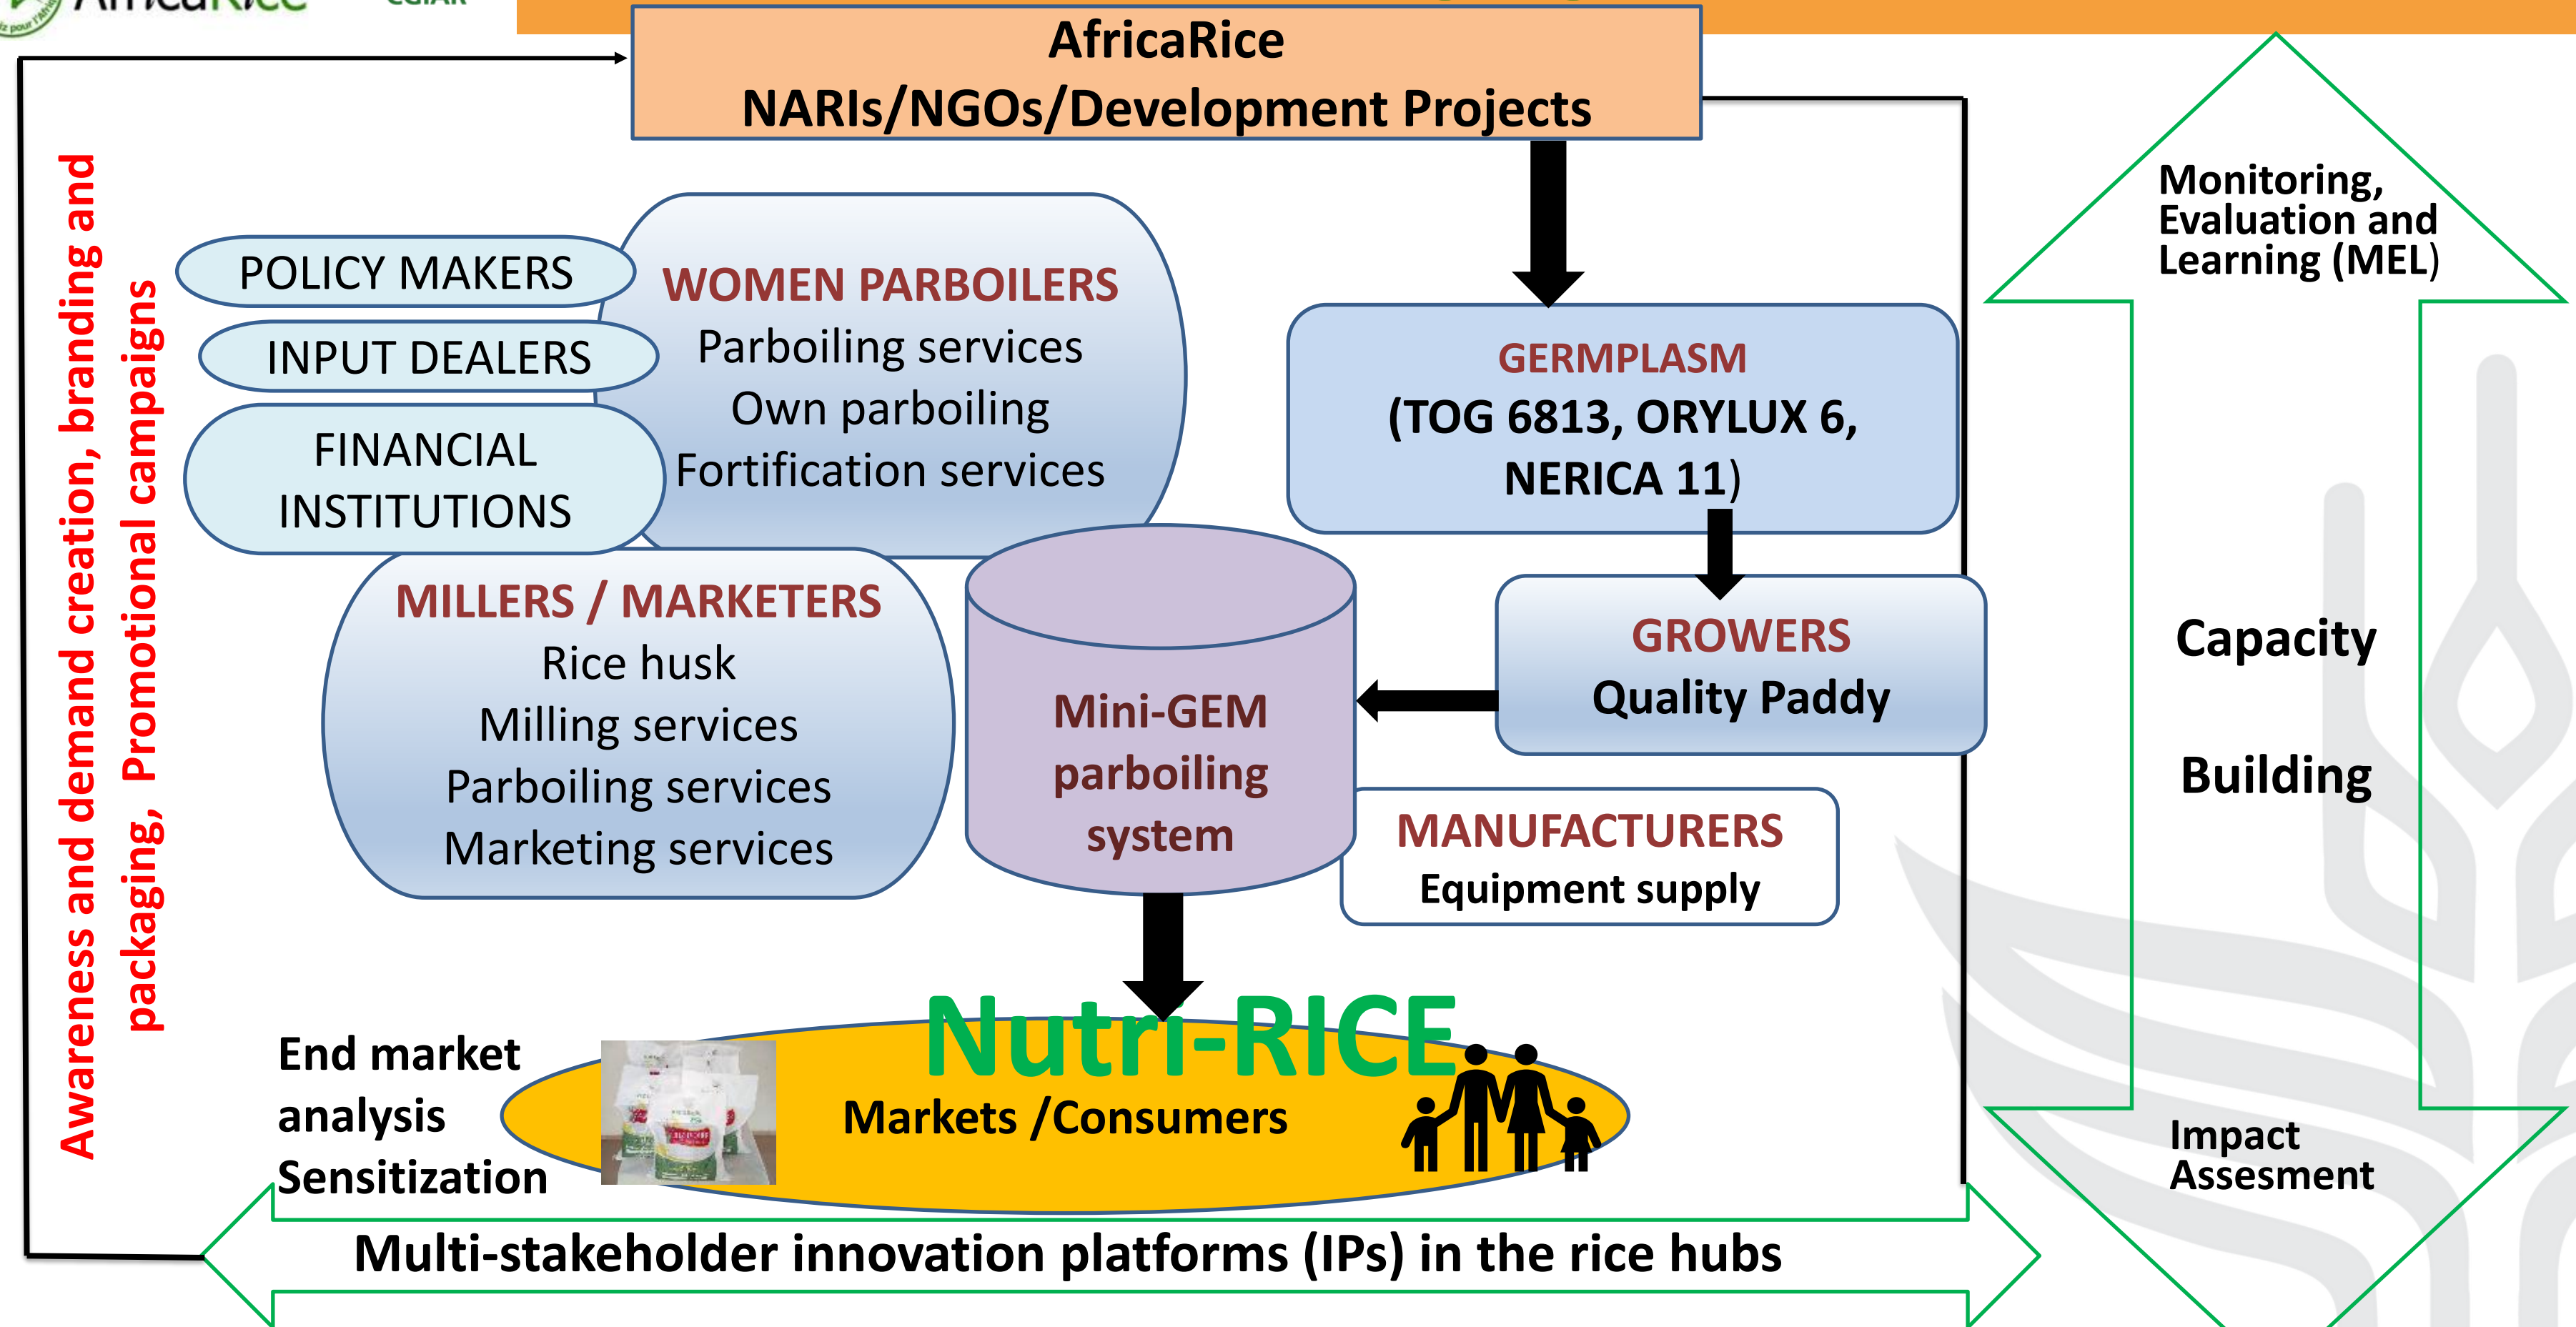 AfricaRice
CGIAR
AfricaRice
NARIs/NGOs/Development Projects
Awareness and demand creation, branding and
packaging, Promotional campaigns
POLICY MAKERS
INPUT DEALERS
FINANCIAL
INSTITUTIONS
WOMEN PARBOILERS
Parboiling services
Own parboiling
Fortification services
MILLERS / MARKETERS
Rice husk
Milling services
Parboiling services
Marketing services
Mini-GEM
parboiling
system
GERMPLASM
(TOG 6813, ORYLUX 6,
NERICA 11)
GROWERS
Quality Paddy
MANUFACTURERS
Equipment supply
Nutri-RICE
Markets /Consumers
End market
analysis
Sensitization
Multi-stakeholder innovation platforms (IPs) in the rice hubs
Monitoring,
Evaluation and
Learning (MEL)
Capacity
Building
Impact
Assesment